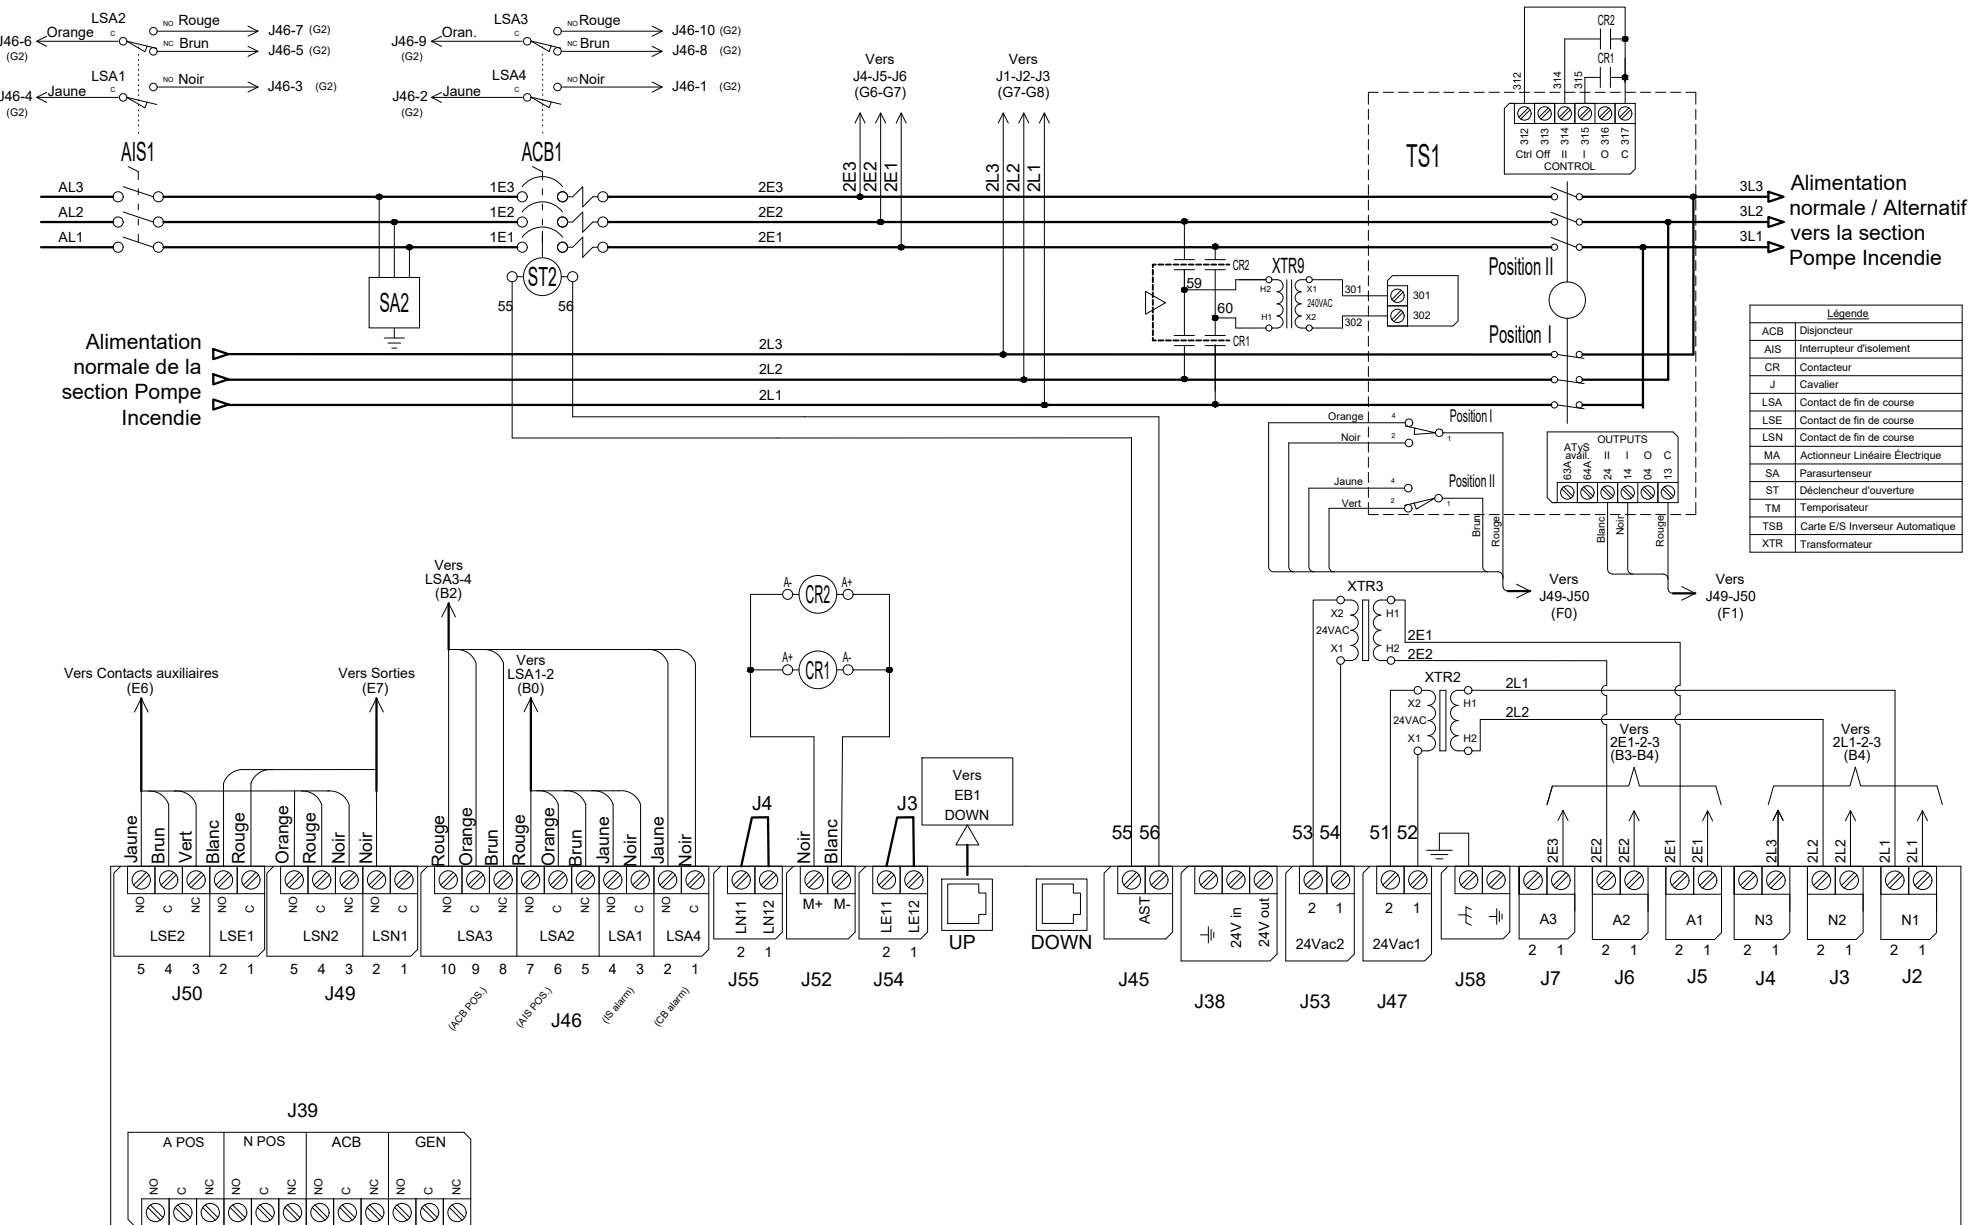 LSA2
J46-6
(G2)
Orange
C
NO Rouge
J46-7 (G2)
NC Brun
J46-5 (G2)
LSA1
J46-4
(G2)
Jaune
C
NO Noir
J46-3 (G2)
LSA3
J46-9
(G2)
Oran.
C
NO Rouge
J46-10 (G2)
NC Brun
J46-8 (G2)
LSA4
J46-2
(G2)
Jaune
C
NO Noir
J46-1 (G2)
Vers
J4-J5-J6
(G6-G7)
Vers
J1-J2-J3
(G7-G8)
2E3
2E2
2E1
2L3
2L2
2L1
CR2
CR1
312
314
315
312
313
314
315
316
317
Ctrl Off II I O C
CONTROL
TS1
AIS1
ACB1
AL3
1E3
2E3
3L3
AL2
1E2
2E2
3L2
AL1
1E1
2E1
3L1
Alimentation
normale / Alternatif
vers la section
Pompe Incendie
SA2
ST2
55
56
59
60
CR2
CR1
XTR9
H2
H1
X1
240VAC
X2
301
302
301
302
Position II
Position I
Alimentation
normale de la
section Pompe
Incendie
2L3
2L2
2L1
Légende
ACB Disjoncteur
AIS Interrupteur d'isolement
CR Contacteur
J Cavalier
LSA Contact de fin de course
LSE Contact de fin de course
LSN Contact de fin de course
MA Actionneur Linéaire Électrique
SA Parasurtenseur
ST Déclencheur d'ouverture
TM Temporisateur
TSB Carte E/S Inverseur Automatique
XTR Transformateur
Orange 4
Noir 2
1
Position I
Jaune 4
Vert 2
1
Position II
Brun
Rouge
OUTPUTS
ATyS
avail.
II I O C
63A
64A
24
14
04
13
Blanc
Noir
Rouge
Vers
J49-J50
(F0)
Vers
J49-J50
(F1)
Vers
LSA3-4
(B2)
Vers
LSA1-2
(B0)
Vers Contacts auxiliaires
(E6)
Vers Sorties
(E7)
A- CR2 A+
A+ CR1 A-
XTR3
X2
24VAC
X1
H1
H2
2E1
2E2
XTR2
X2
24VAC
X1
H1
H2
2L1
2L2
Vers
2E1-2-3
(B3-B4)
Vers
2L1-2-3
(B4)
Vers
EB1
DOWN
J4
J3
Jaune
Brun
Vert
Blanc
Rouge
Orange
Rouge
Noir
Noir
Rouge
Orange
Brun
Rouge
Orange
Brun
Jaune
Noir
Jaune
Noir
Noir
Blanc
55 56
53 54
51 52
2E3
2E2
2E2
2E1
2E1
2L3
2L2
2L2
2L1
2L1
NO C NC NO C
LSE2 LSE1
5 4 3 2 1
J50
NO C NC NO C
LSN2 LSN1
5 4 3 2 1
J49
NO C NC NO C NC C NO C NO
LSA3 LSA2 LSA1 LSA4
10 9 8 7 6 5 4 3 2 1
(ACB POS.)
(AIS POS.)
(IS alarm)
(CB alarm)
J46
LN11
LN12
2 1
J55
M+ M-
J52
LE11
LE12
2 1
J54
UP
DOWN
AST
J45
24V in
24V out
J38
2 1
24Vac2
J53
2 1
24Vac1
J47
J58
A3
2 1
J7
A2
2 1
J6
A1
2 1
J5
N3
2 1
J4
N2
2 1
J3
N1
2 1
J2
J39
A POS N POS ACB GEN
NO C NC NO C NC NO C NC NO C NC